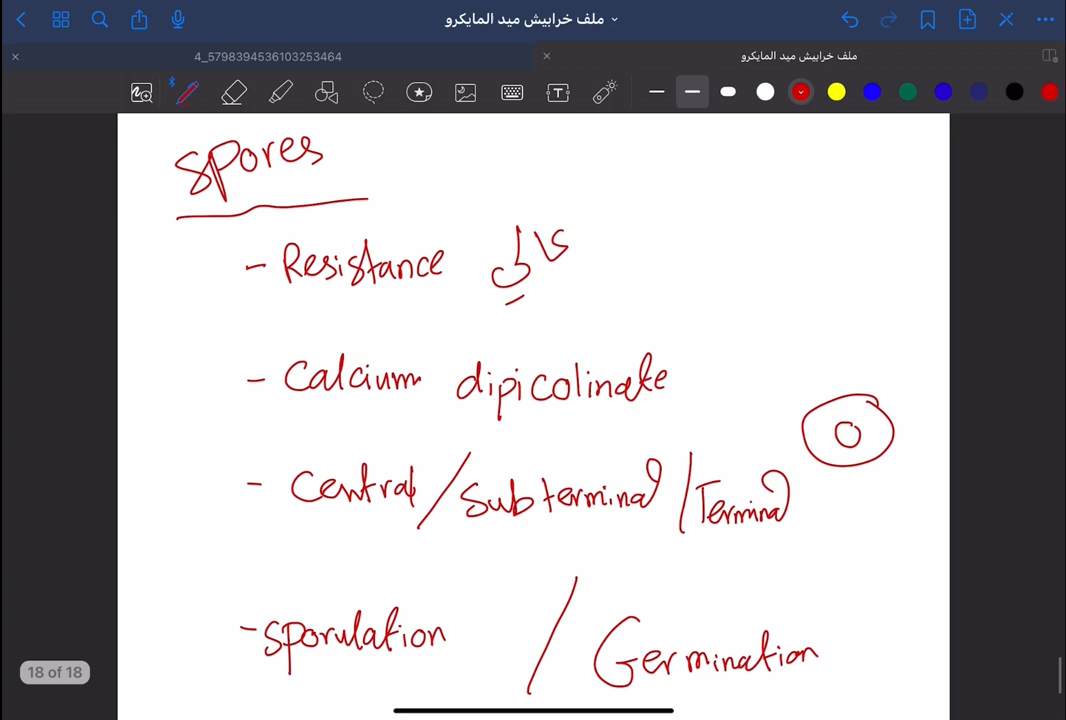 ملف خرابيش ميد المايكرو
4_5798394536103253464
ملف خرابيش ميد المايكرو
Spores
- Resistance
- Calcium dipicolinate
- Central / Subterminal / Terminal
- Sporulation / Germination
18 of 18